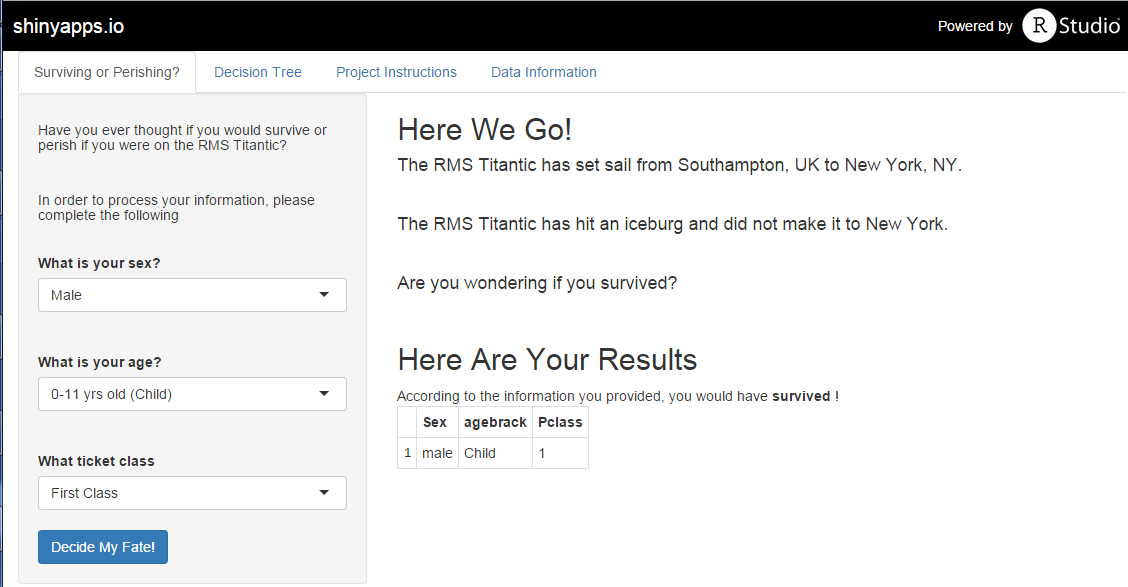 shinyapps.io
Powered by R Studio
Surviving or Perishing? Decision Tree Project Instructions Data Information
Have you ever thought if you would survive or
perish if you were on the RMS Titantic?
In order to process your information, please
complete the following
What is your sex?
Male
What is your age?
0-11 yrs old (Child)
What ticket class
First Class
Decide My Fate!
Here We Go!
The RMS Titantic has set sail from Southampton, UK to New York, NY.
The RMS Titantic has hit an iceburg and did not make it to New York.
Are you wondering if you survived?
Here Are Your Results
According to the information you provided, you would have survived !
Sex agebrack Pclass
1 male Child 1